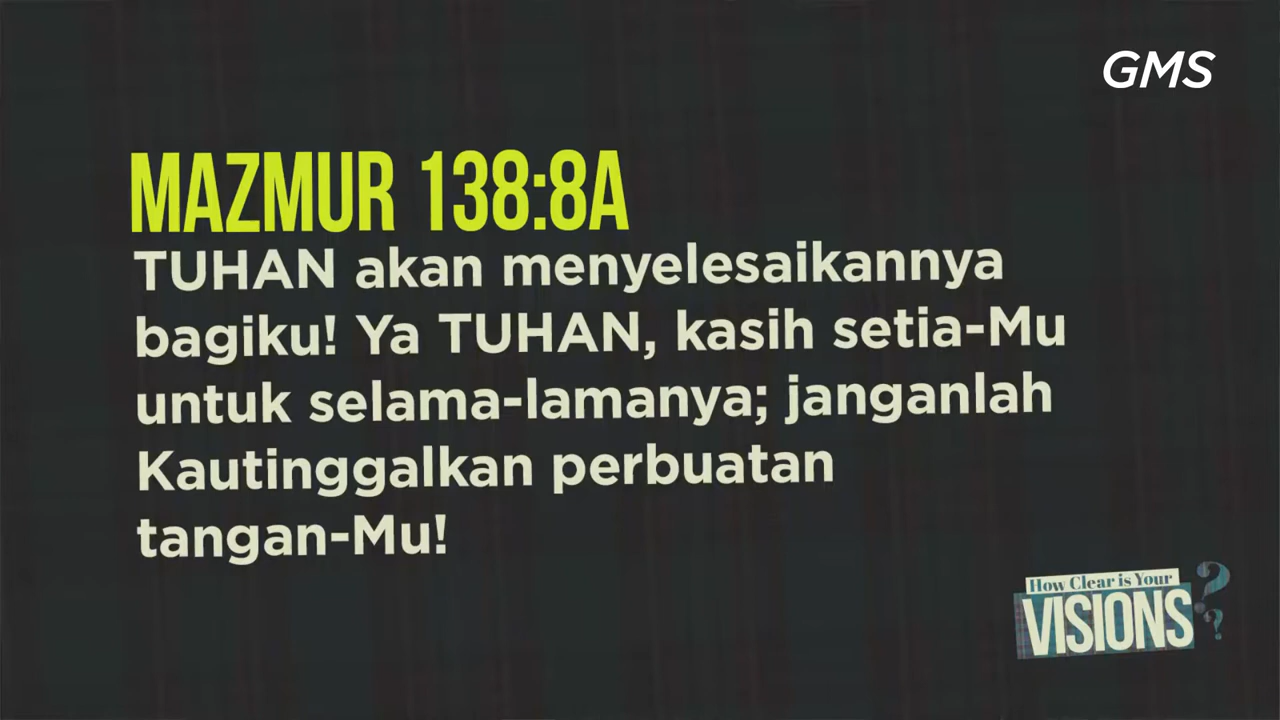 GMS
MAZMUR 138:8A
TUHAN akan menyelesaikannya
bagiku! Ya TUHAN, kasih setia-Mu
untuk selama-lamanya; janganlah
Kautinggalkan perbuatan
tangan-Mu!
How Clear is Your
VISIONS
? ?